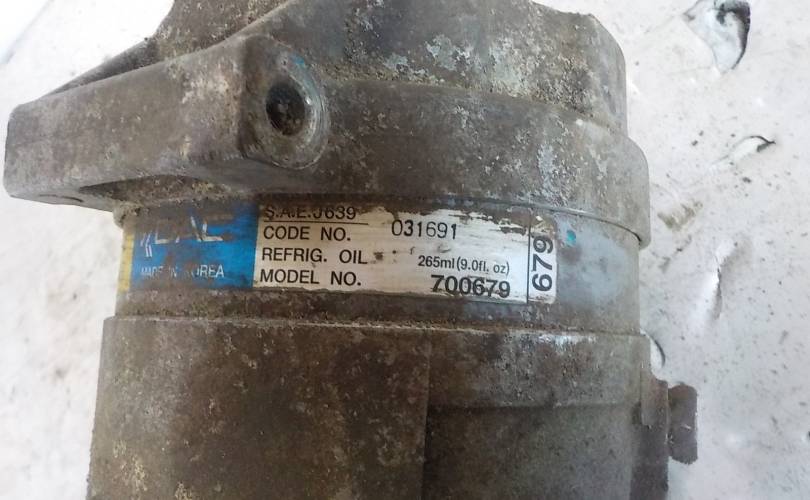 S.A.E.J639
CODE NO. 031691
REFRIG. OIL 265ml(9.0fl. oz)
MODEL NO. 700679
679
MADE IN KOREA